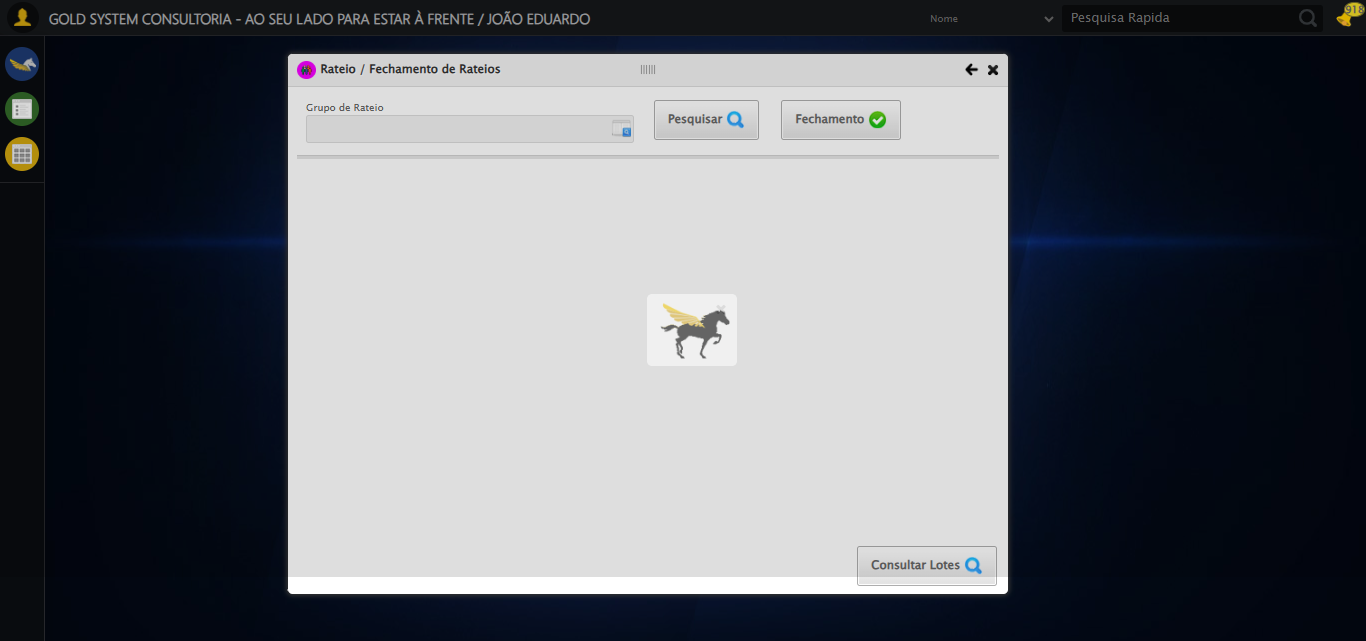 GOLD SYSTEM CONSULTORIA - AO SEU LADO PARA ESTAR À FRENTE / JOÃO EDUARDO
Nome
Pesquisa Rapida
918
Rateio / Fechamento de Rateios
Grupo de Rateio
Pesquisar
Fechamento
Consultar Lotes